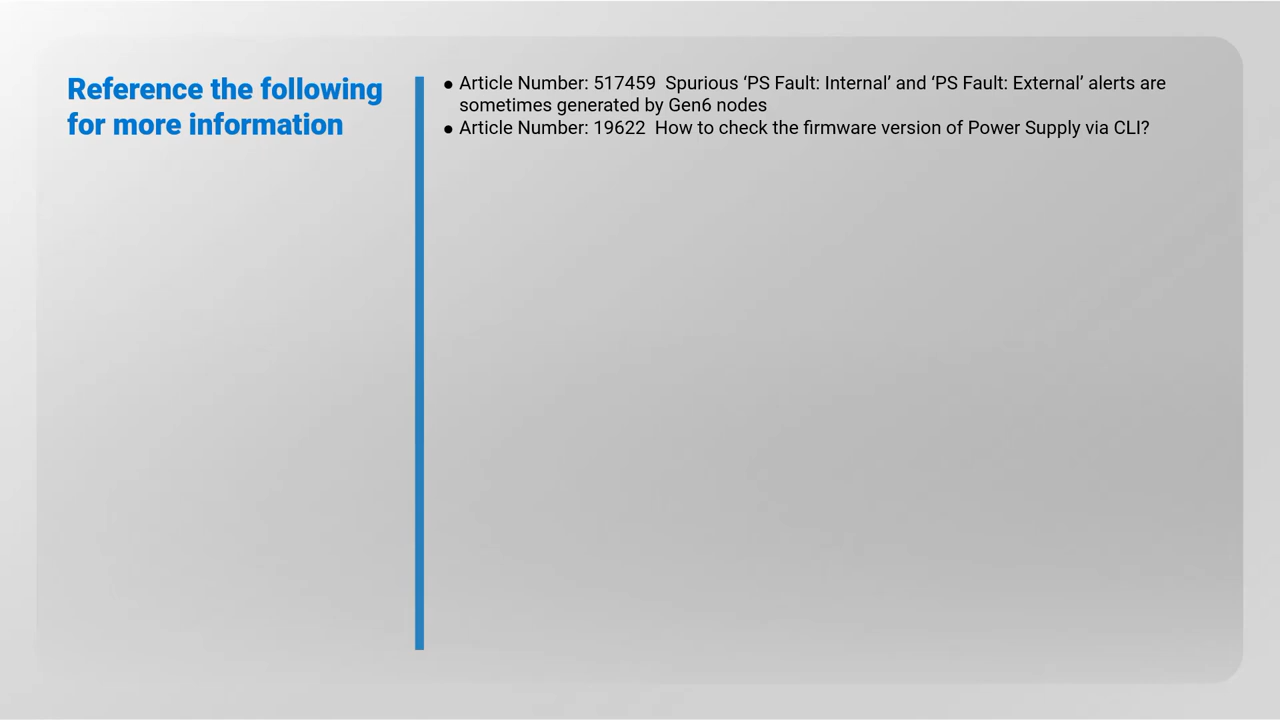 Reference the following
for more information
● Article Number: 517459  Spurious ‘PS Fault: Internal’ and ‘PS Fault: External’ alerts are
sometimes generated by Gen6 nodes
● Article Number: 19622  How to check the firmware version of Power Supply via CLI?